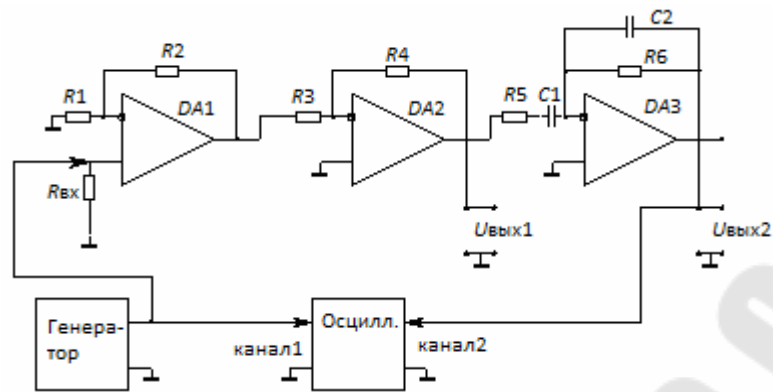 C2
R2
R4
R6
R1
DA1
R3
DA2
R5
C1
DA3
Rвх
Uвых1
Uвых2
Генера-
тор
канал1
Осцилл.
канал2